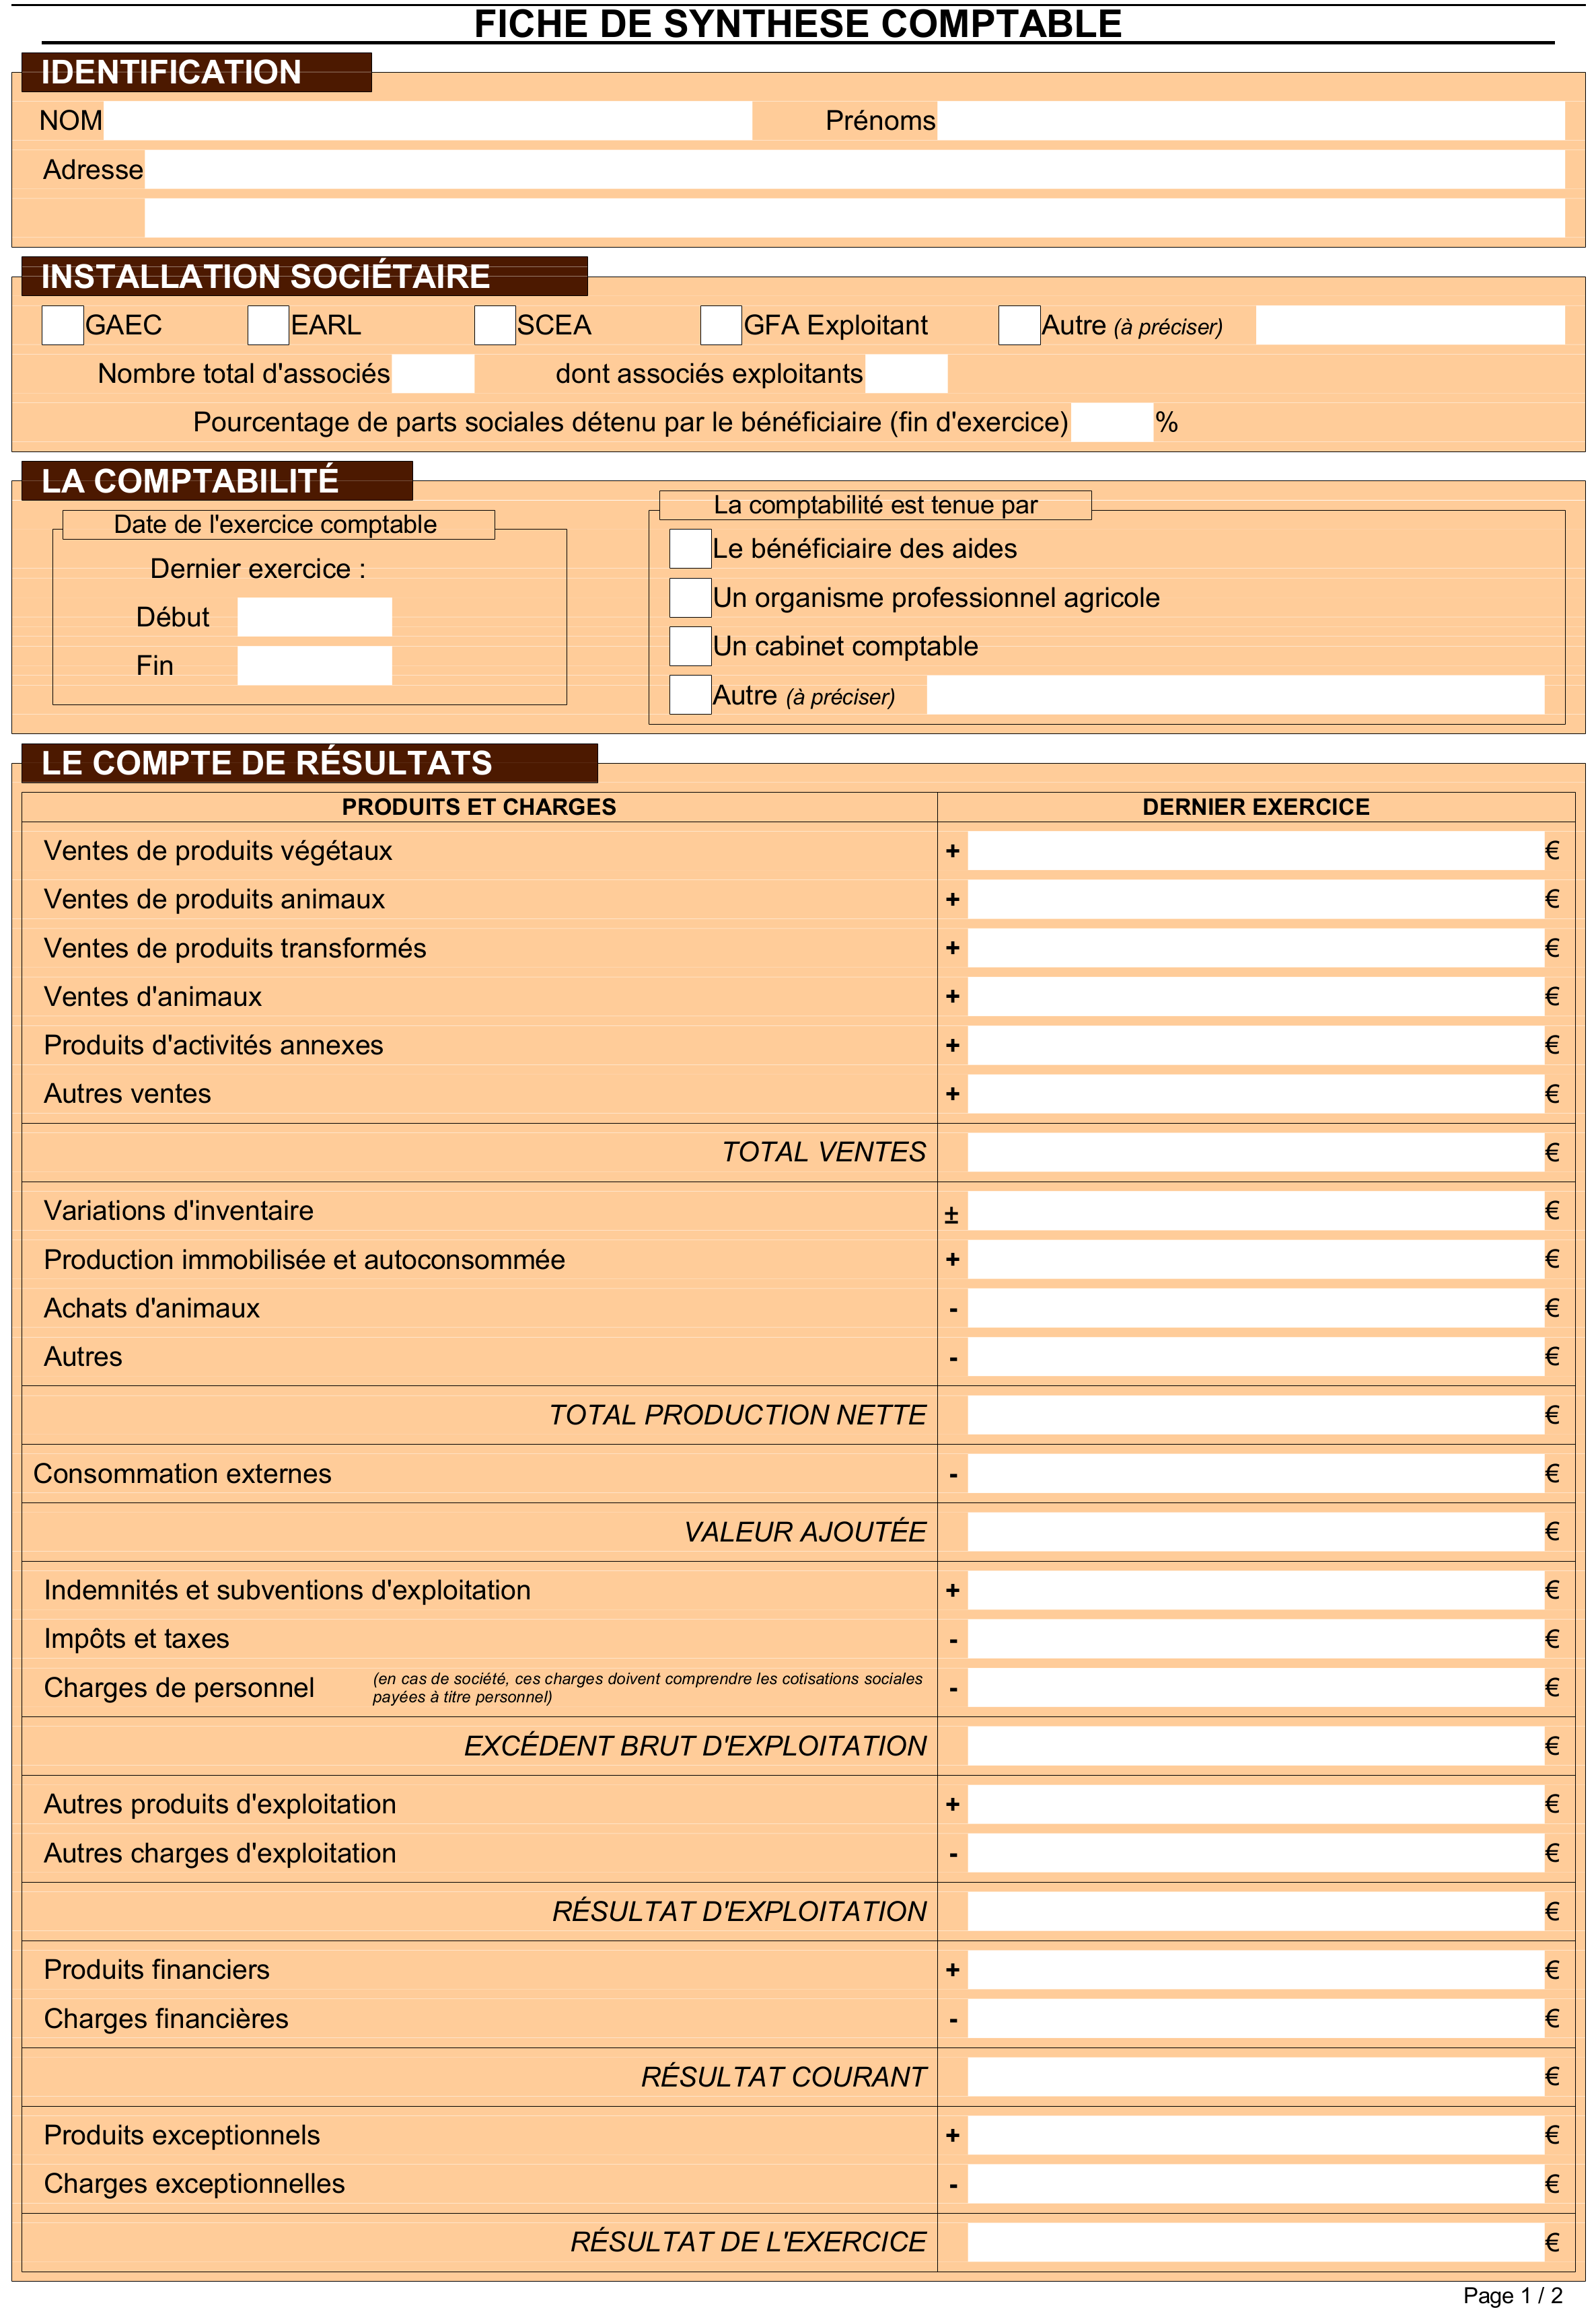 FICHE DE SYNTHESE COMPTABLE
IDENTIFICATION
NOM Prénoms
Adresse
INSTALLATION SOCIÉTAIRE
GAEC EARL SCEA GFA Exploitant Autre (à préciser)
Nombre total d'associés dont associés exploitants
Pourcentage de parts sociales détenu par le bénéficiaire (fin d'exercice) %
LA COMPTABILITÉ
Date de l'exercice comptable
Dernier exercice :
Début
Fin
La comptabilité est tenue par
Le bénéficiaire des aides
Un organisme professionnel agricole
Un cabinet comptable
Autre (à préciser)
LE COMPTE DE RÉSULTATS
PRODUITS ET CHARGES DERNIER EXERCICE
Ventes de produits végétaux + €
Ventes de produits animaux + €
Ventes de produits transformés + €
Ventes d'animaux + €
Produits d'activités annexes + €
Autres ventes + €
TOTAL VENTES €
Variations d'inventaire ± €
Production immobilisée et autoconsommée + €
Achats d'animaux - €
Autres - €
TOTAL PRODUCTION NETTE €
Consommation externes - €
VALEUR AJOUTÉE €
Indemnités et subventions d'exploitation + €
Impôts et taxes - €
Charges de personnel (en cas de société, ces charges doivent comprendre les cotisations sociales
payées à titre personnel) - €
EXCÉDENT BRUT D'EXPLOITATION €
Autres produits d'exploitation + €
Autres charges d'exploitation - €
RÉSULTAT D'EXPLOITATION €
Produits financiers + €
Charges financières - €
RÉSULTAT COURANT €
Produits exceptionnels + €
Charges exceptionnelles - €
RÉSULTAT DE L'EXERCICE €
Page 1 / 2